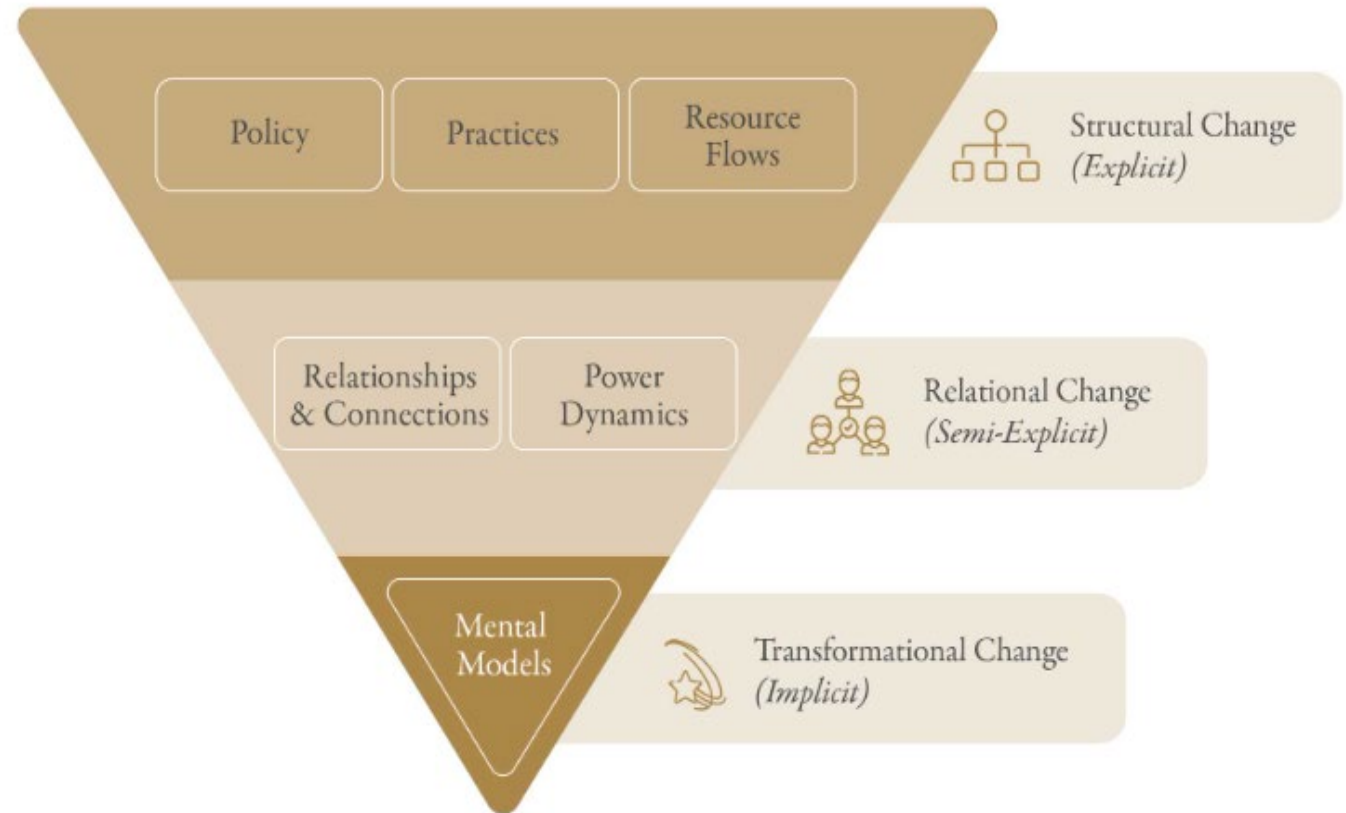 Policy
Practices
Resource
Flows
Structural Change
(Explicit)
Relationships
& Connections
Power
Dynamics
Relational Change
(Semi-Explicit)
Mental
Models
Transformational Change
(Implicit)